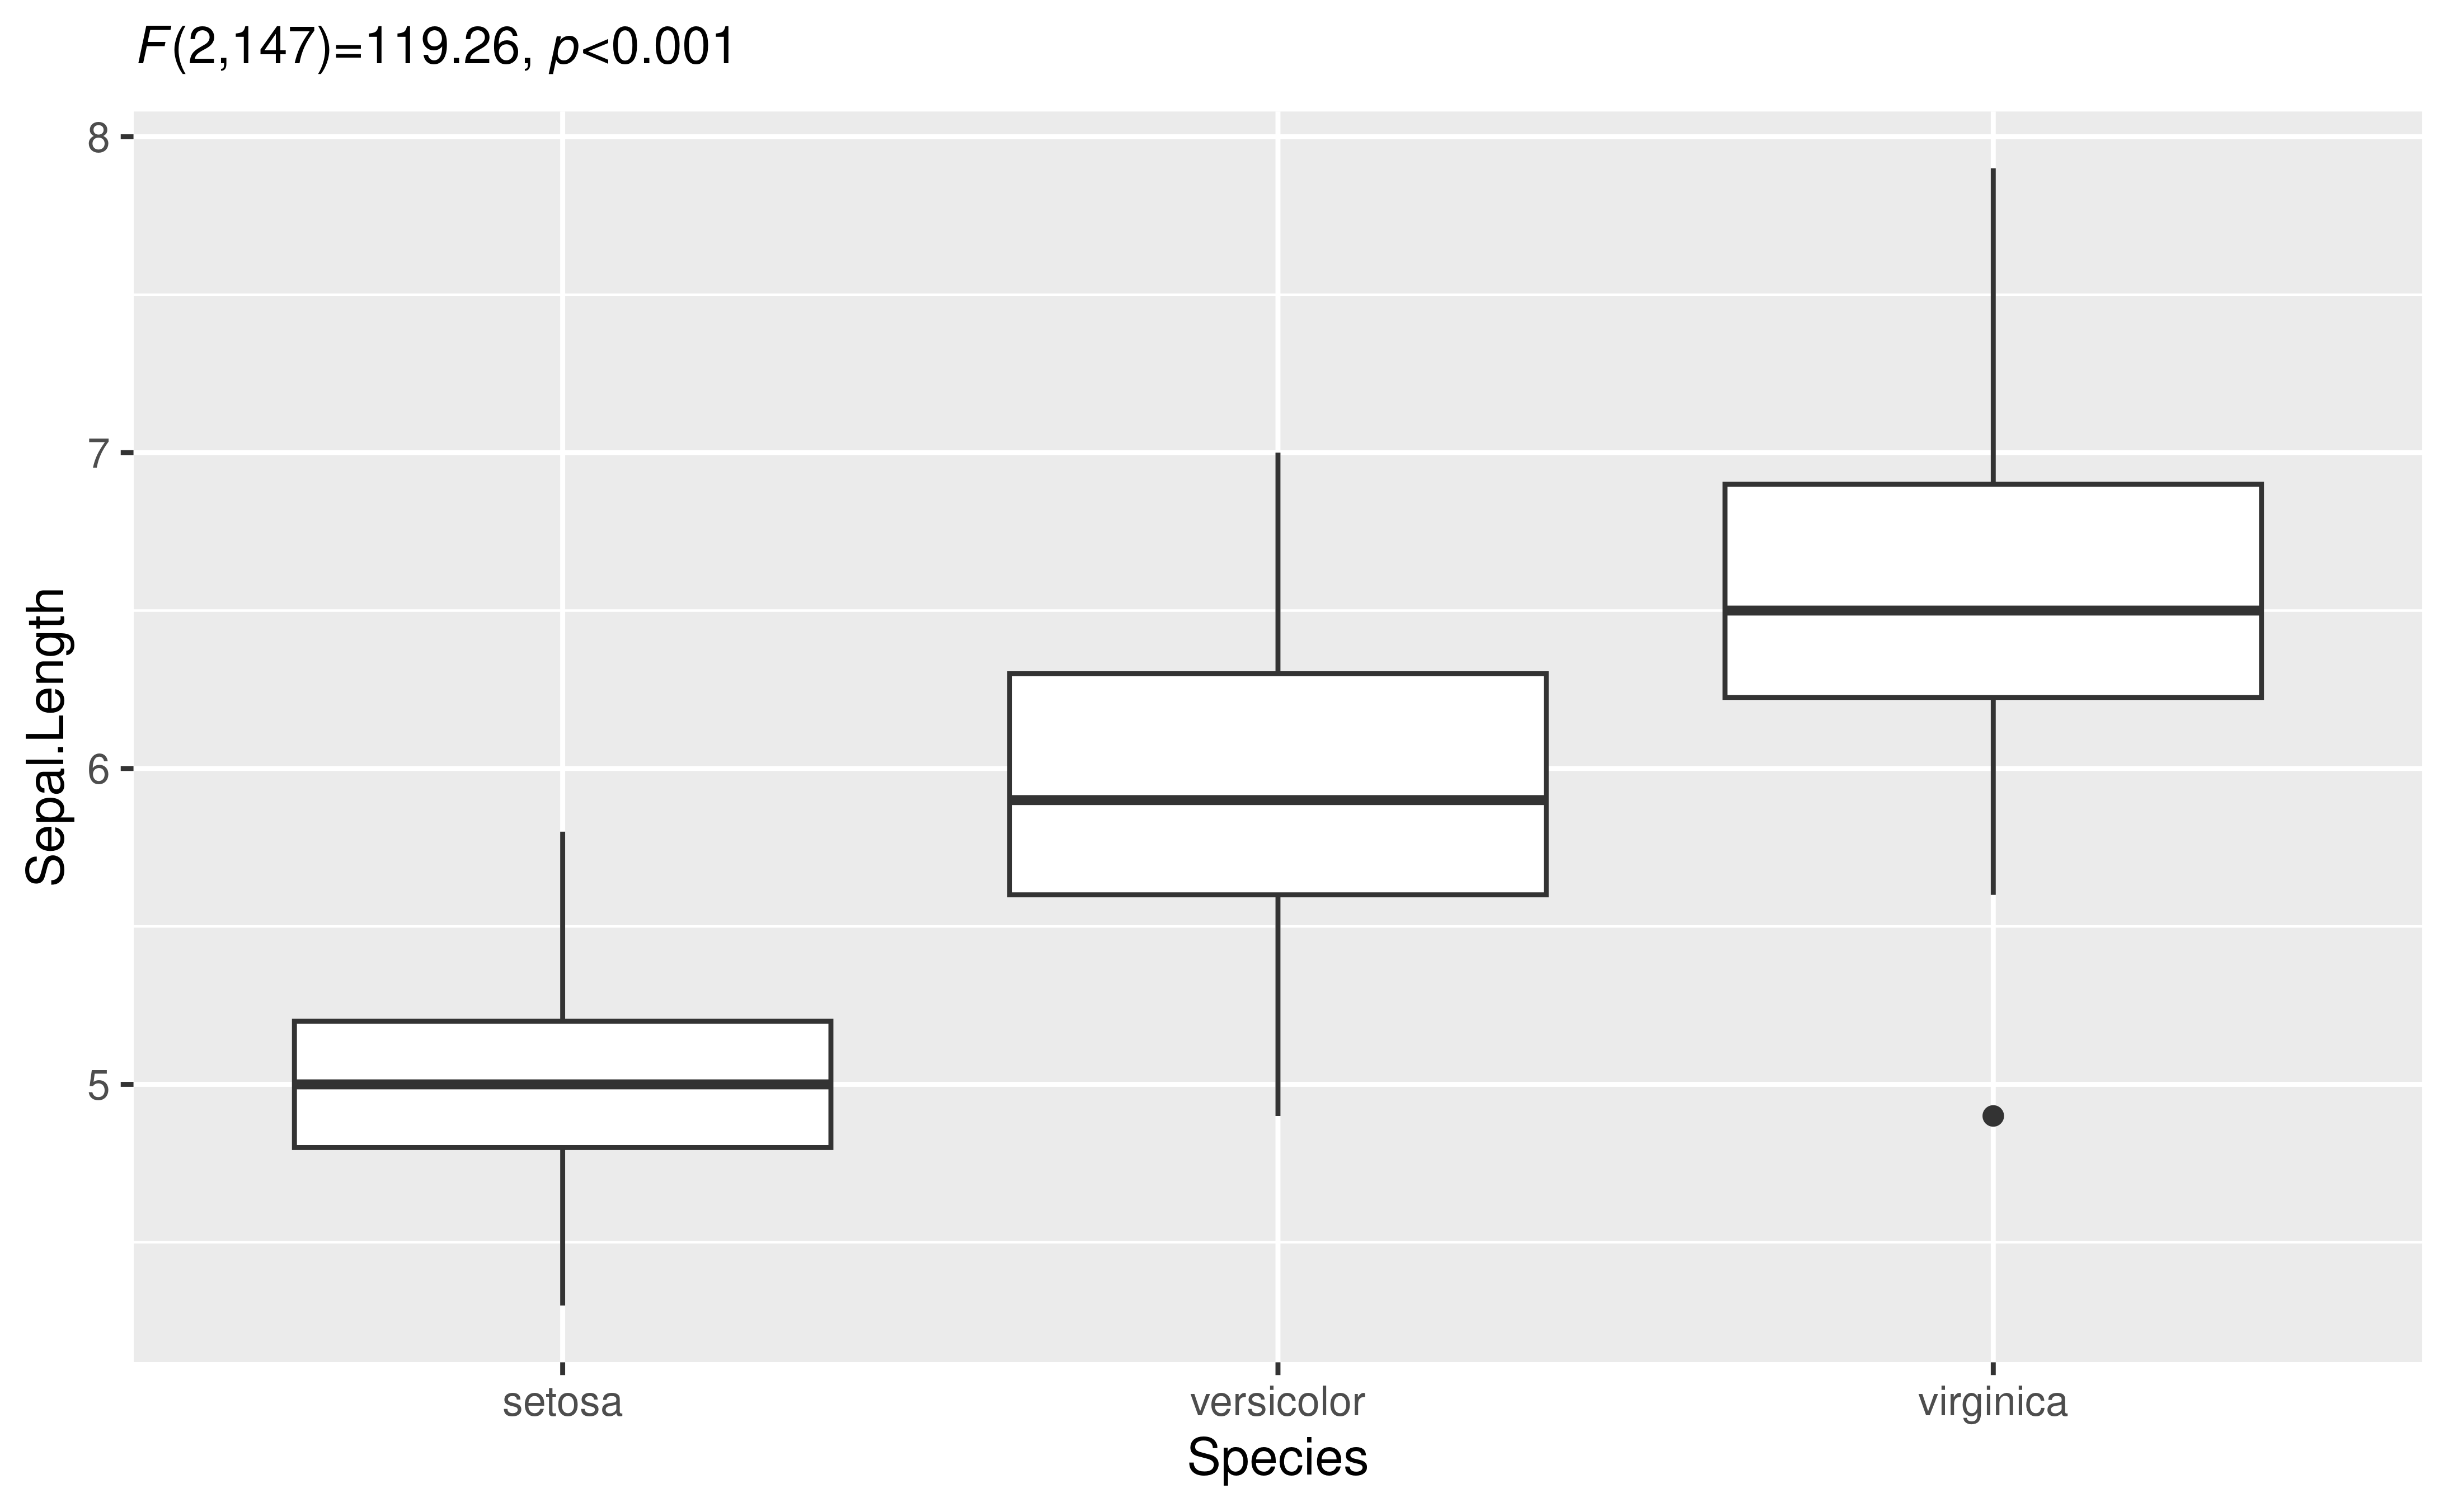 F(2,147)=119.26, p<0.001
8
7
6
5
Sepal.Length
setosa versicolor virginica
Species